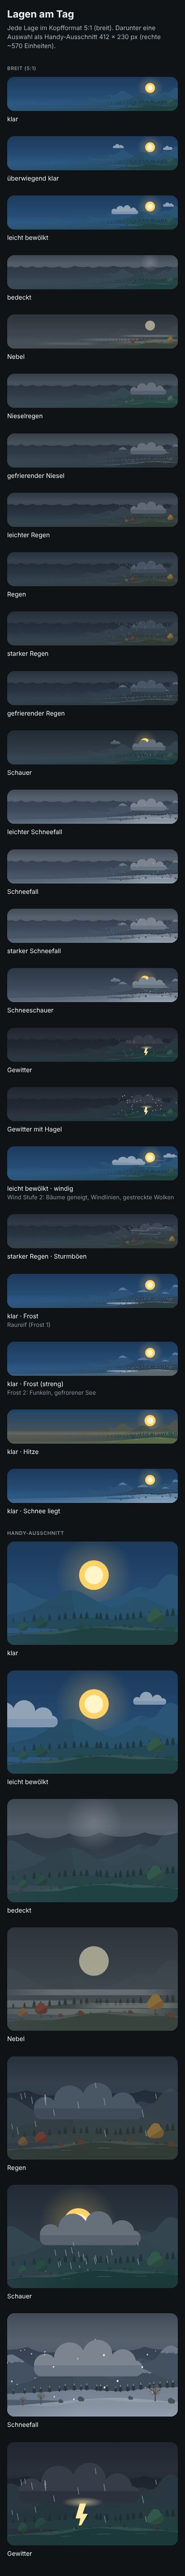 Lagen am Tag
Jede Lage im Kopfformat 5:1 (breit). Darunter eine
Auswahl als Handy-Ausschnitt 412 × 230 px (rechte
~570 Einheiten).
BREIT (5:1)
klar
überwiegend klar
leicht bewölkt
bedeckt
Nebel
Nieselregen
gefrierender Niesel
leichter Regen
Regen
starker Regen
gefrierender Regen
Schauer
leichter Schneefall
Schneefall
starker Schneefall
Schneeschauer
Gewitter
Gewitter mit Hagel
leicht bewölkt · windig
Wind Stufe 2: Bäume geneigt, Windlinien, gestreckte Wolken
starker Regen · Sturmböen
klar · Frost
Raureif (Frost 1)
klar · Frost (streng)
Frost 2: Funkeln, gefrorener See
klar · Hitze
klar · Schnee liegt
HANDY-AUSSCHNITT
klar
leicht bewölkt
bedeckt
Nebel
Regen
Schauer
Schneefall
Gewitter